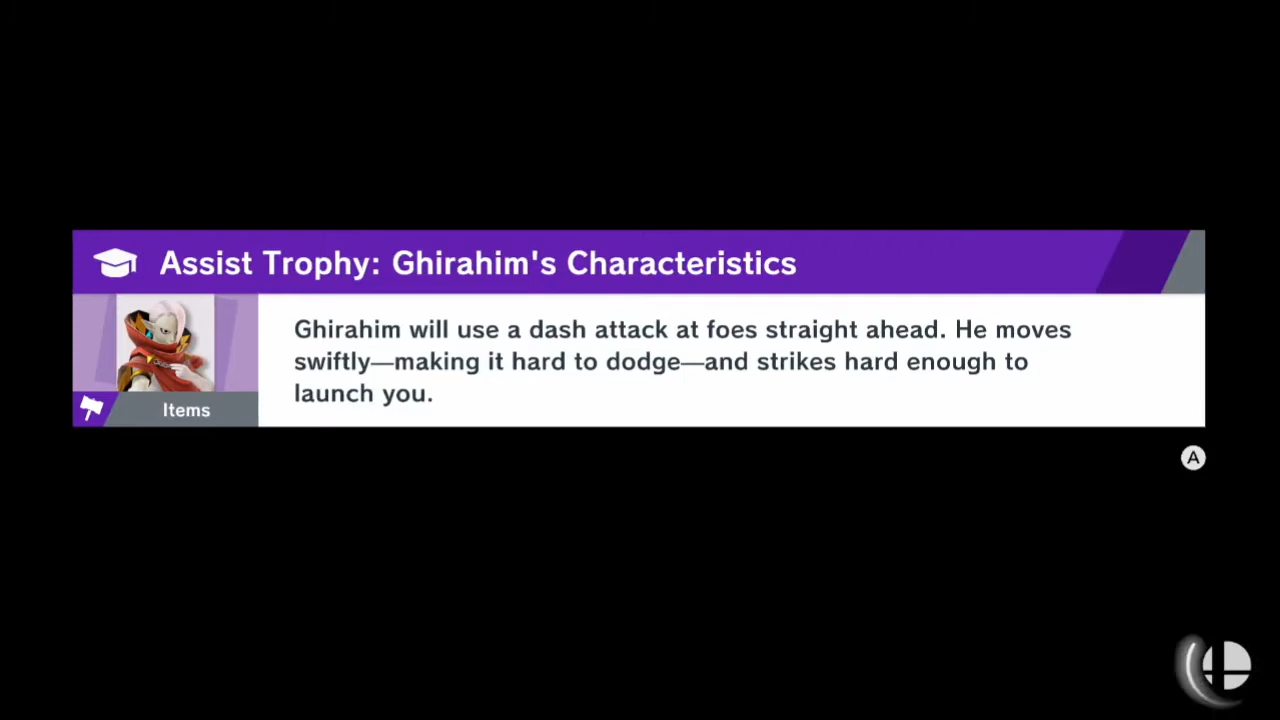 Assist Trophy: Ghirahim's Characteristics
Ghirahim will use a dash attack at foes straight ahead. He moves
swiftly—making it hard to dodge—and strikes hard enough to
launch you.
Items
A